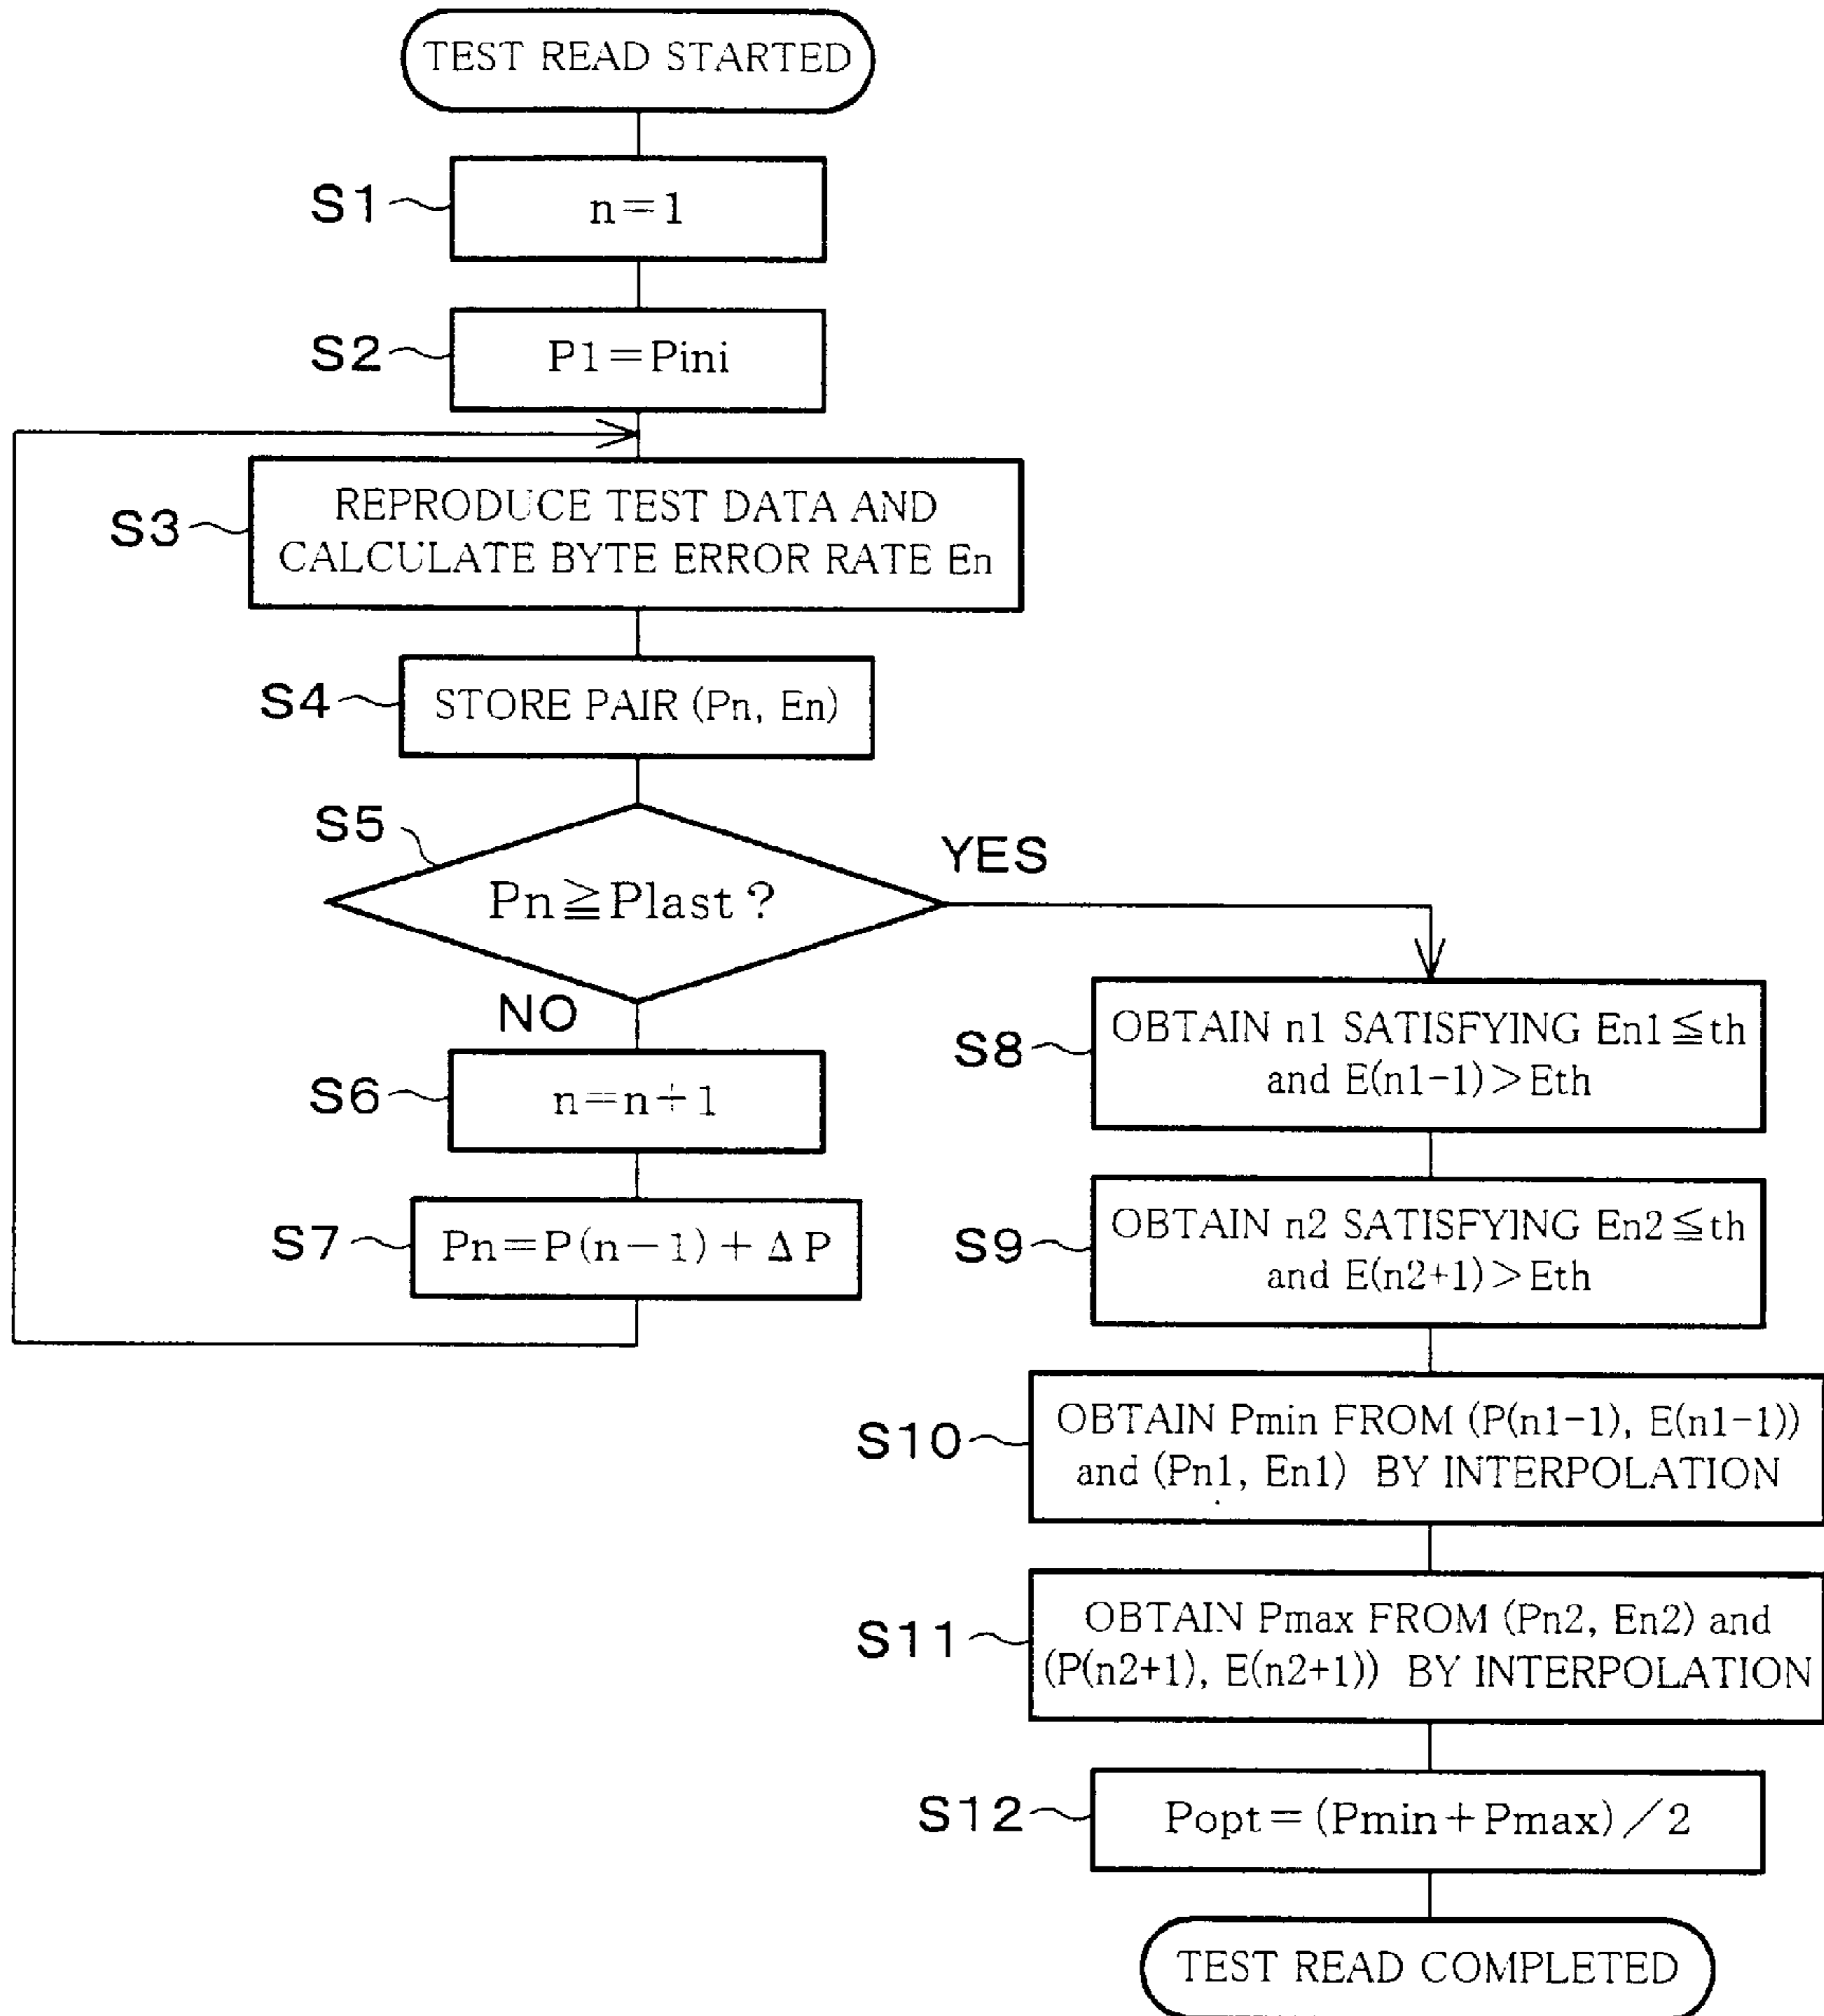 TEST READ STARTED
S1
n=1
S2
P1=Pini
S3
REPRODUCE TEST DATA AND
CALCULATE BYTE ERROR RATE En
S4
STORE PAIR (Pn, En)
S5
Pn≧Plast?
YES
NO
S6
n=n+1
S7
Pn=P(n-1)+ΔP
S8
OBTAIN n1 SATISFYING En1≦th
and E(n1-1)>Eth
S9
OBTAIN n2 SATISFYING En2≦th
and E(n2+1)>Eth
S10
OBTAIN Pmin FROM (P(n1-1), E(n1-1))
and (Pn1, En1) BY INTERPOLATION
S11
OBTAIN Pmax FROM (Pn2, En2) and
(P(n2+1), E(n2+1)) BY INTERPOLATION
S12
Popt=(Pmin+Pmax)/2
TEST READ COMPLETED